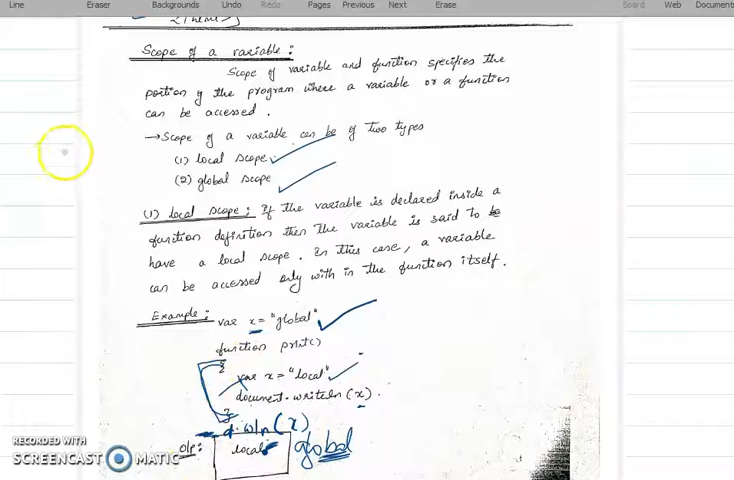 Line Eraser Backgrounds Undo Redo Pages Previous Next Erase Board Web Document
Scope of a variable:
Scope of variable and function specifies the
portion of the program where a variable or a function
can be accessed.
→Scope of a variable can be of two types
(1) local scope
(2) global scope
(1) local scope: If the variable is declared inside a
function definition then the variable is said to be
have a local scope. In this case, a variable
can be accessed only with in the function itself.
Example: var x = "global"
function print()
{
var x = "local"
document.writeln(x).
}
d.wln(x)
o/p: local global
RECORDED WITH
SCREENCAST MATIC